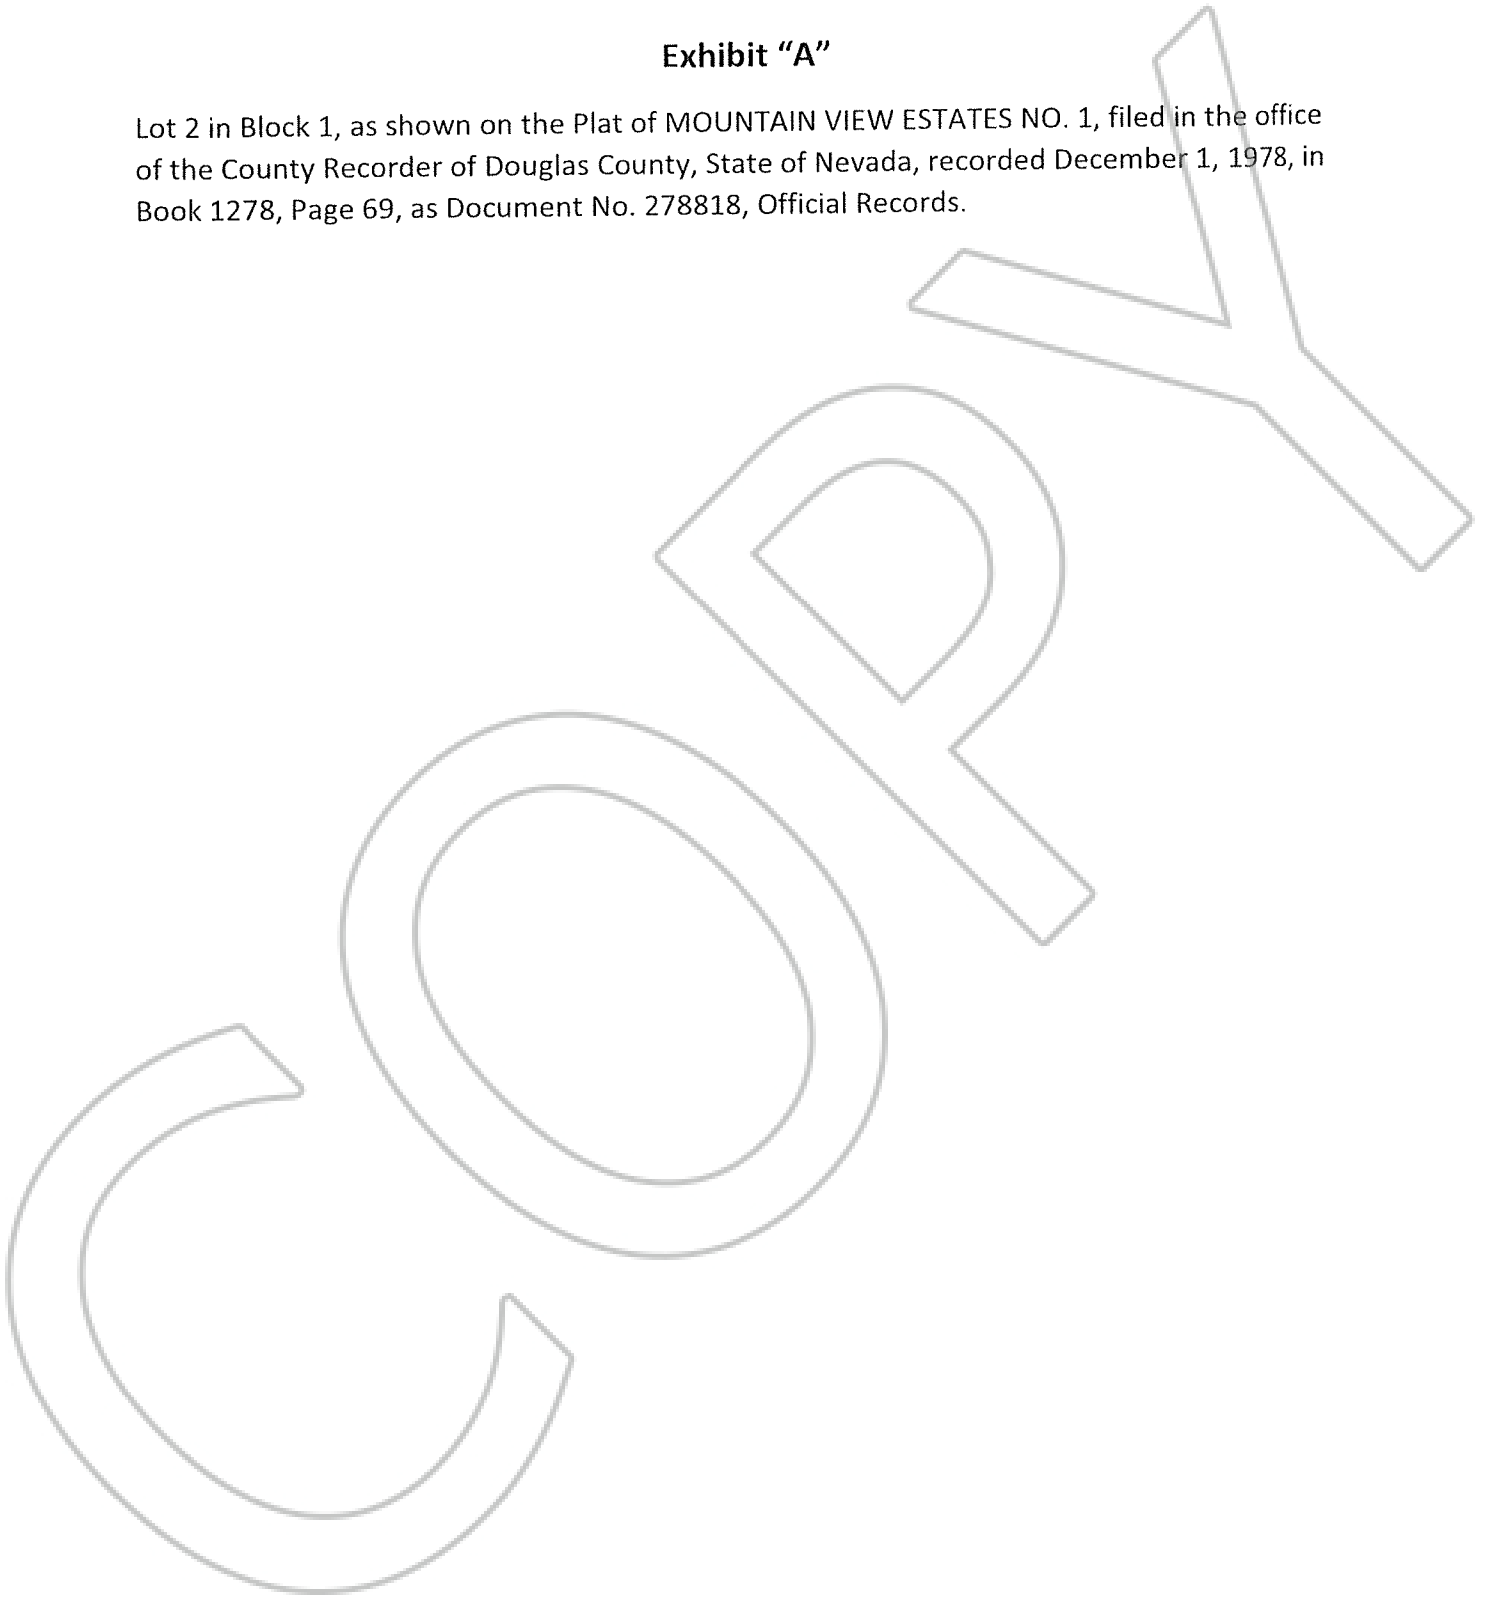 Exhibit “A”
Lot 2 in Block 1, as shown on the Plat of MOUNTAIN VIEW ESTATES NO. 1, filed in the office
of the County Recorder of Douglas County, State of Nevada, recorded December 1, 1978, in
Book 1278, Page 69, as Document No. 278818, Official Records.
COPY